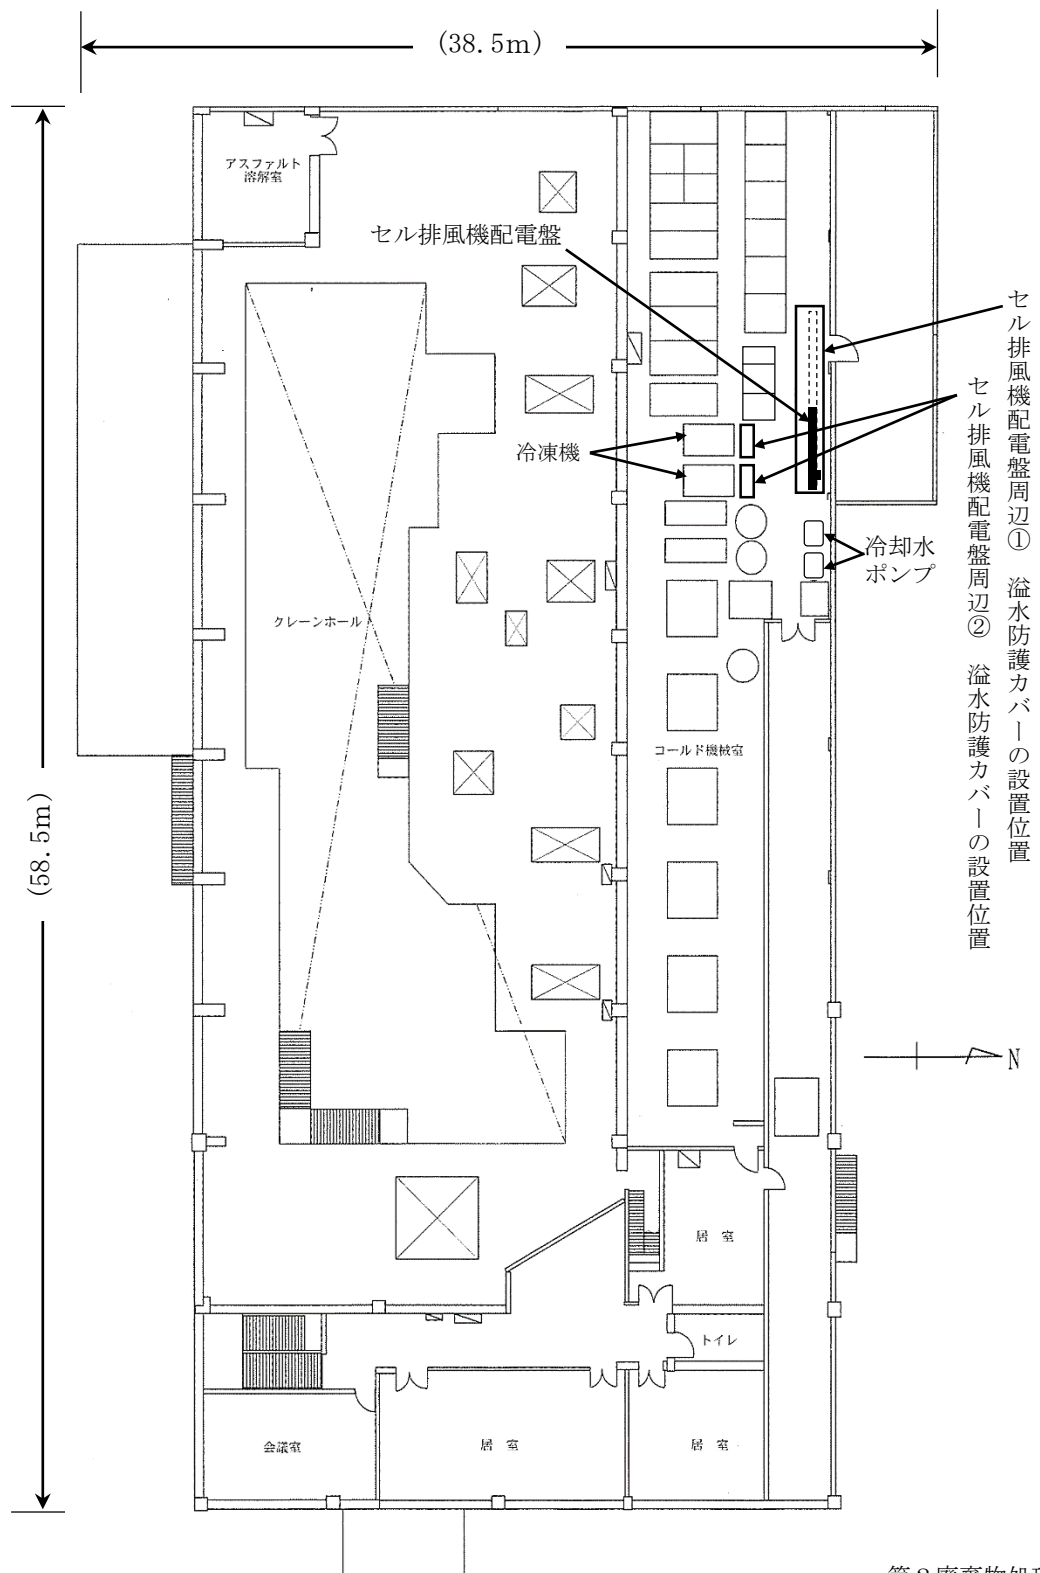 (38.5m)
アスファルト
溶解室
セル排風機配電盤
セル排風機配電盤周辺① 溢水防護カバーの設置位置
セル排風機配電盤周辺② 溢水防護カバーの設置位置
冷凍機
冷却水
ポンプ
クレーンホール
コールド機械室
(58.5m)
N
居 室
トイレ
会議室
居 室
居 室